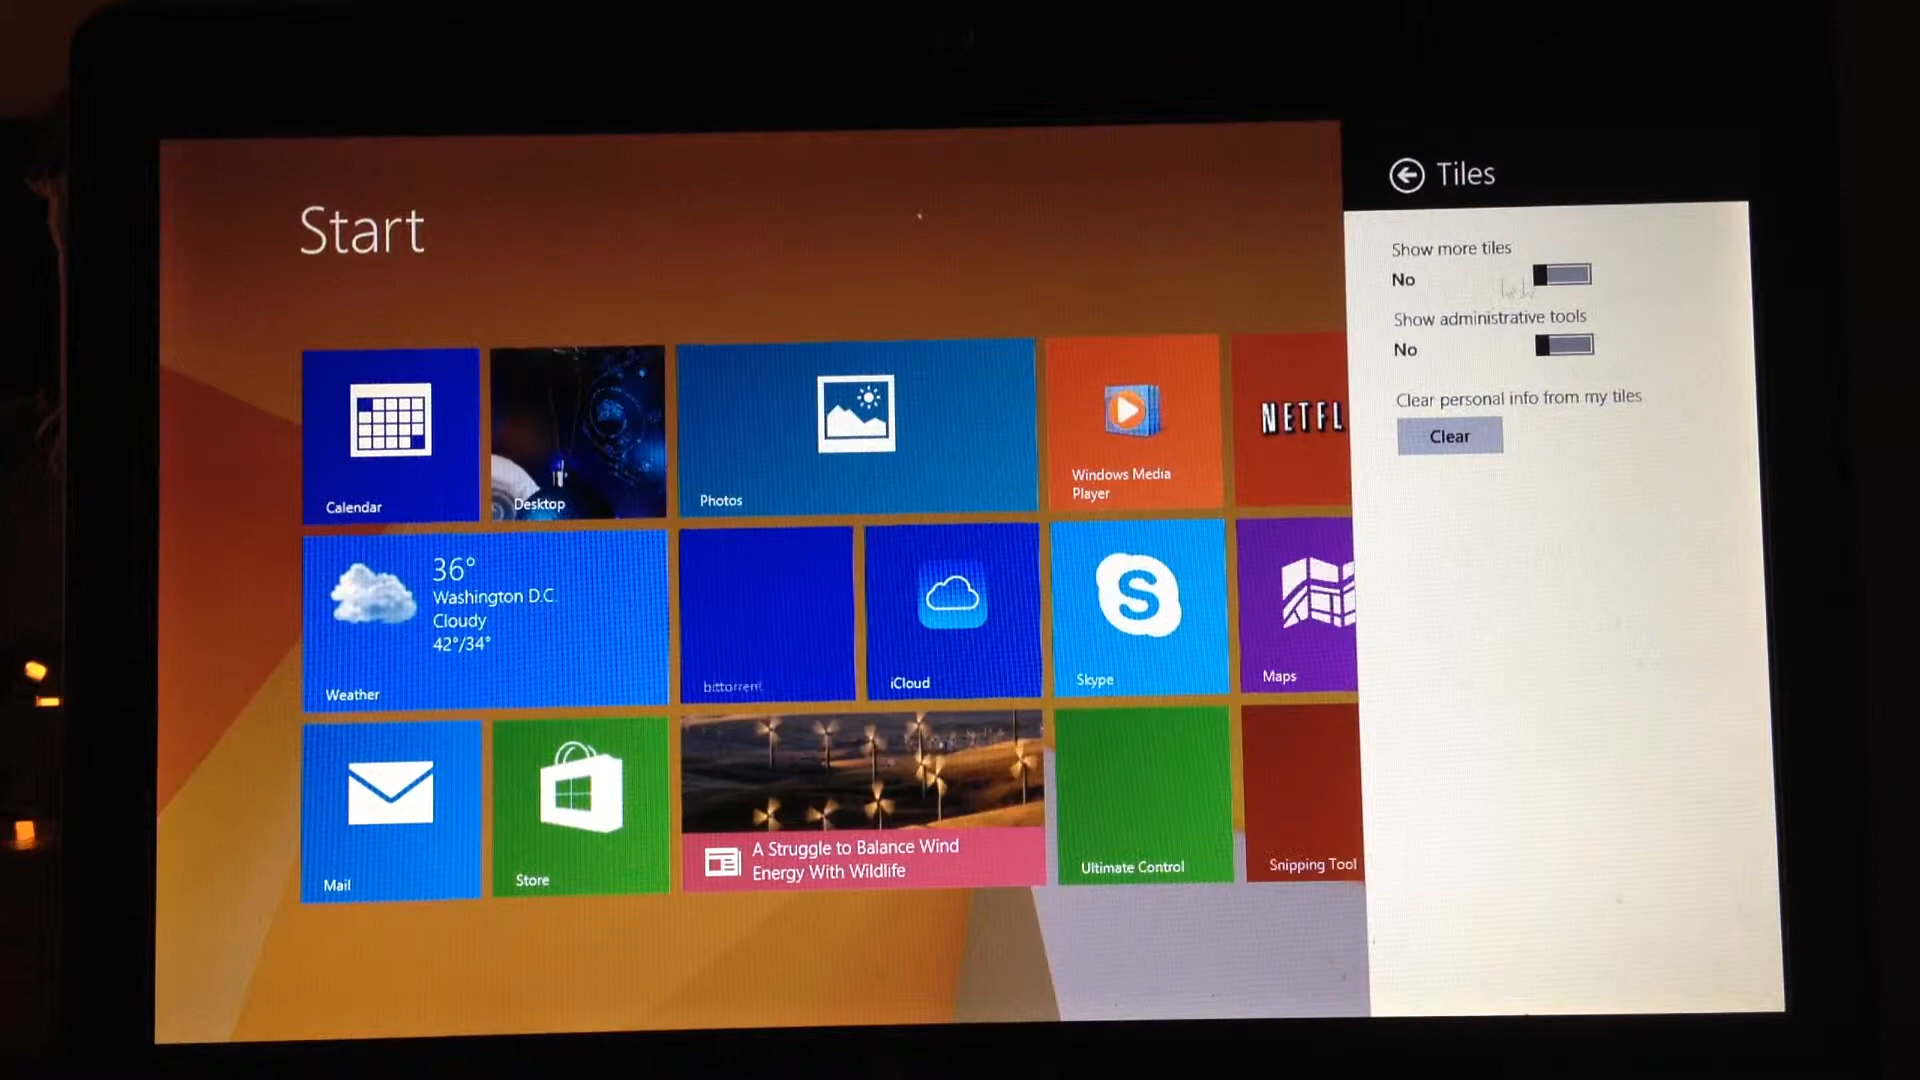 Start
Tiles
Show more tiles
No
Show administrative tools
No
Clear personal info from my tiles
Clear
Calendar
Desktop
Photos
Windows Media
Player
NETFL
36°
Washington D.C.
Cloudy
42°/34°
Weather
bittorrent
iCloud
S
Skype
Maps
Mail
Store
A Struggle to Balance Wind
Energy With Wildlife
Ultimate Control
Snipping Tool